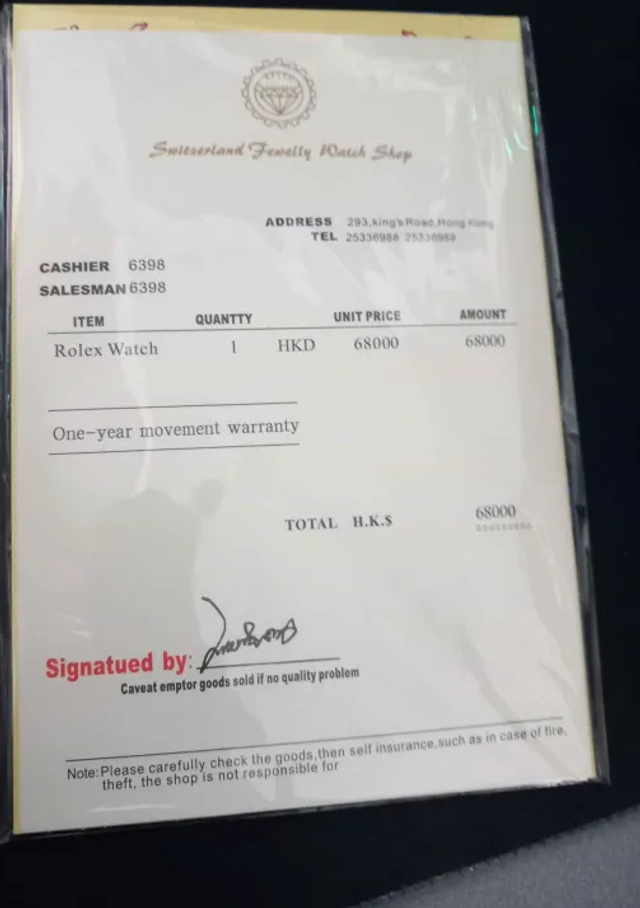 Switserland Jewelly Watch Shop
ADDRESS 293,king's Road,Hong Kong
TEL 25336988 25336989
CASHIER 6398
SALESMAN 6398
ITEM QUANTTY UNIT PRICE AMOUNT
Rolex Watch 1 HKD 68000 68000
One-year movement warranty
TOTAL H.K.$ 68000
Signatued by:
Caveat emptor goods sold if no quality problem
Note:Please carefully check the goods,then self insurance,such as in case of fire,
theft, the shop is not responsible for